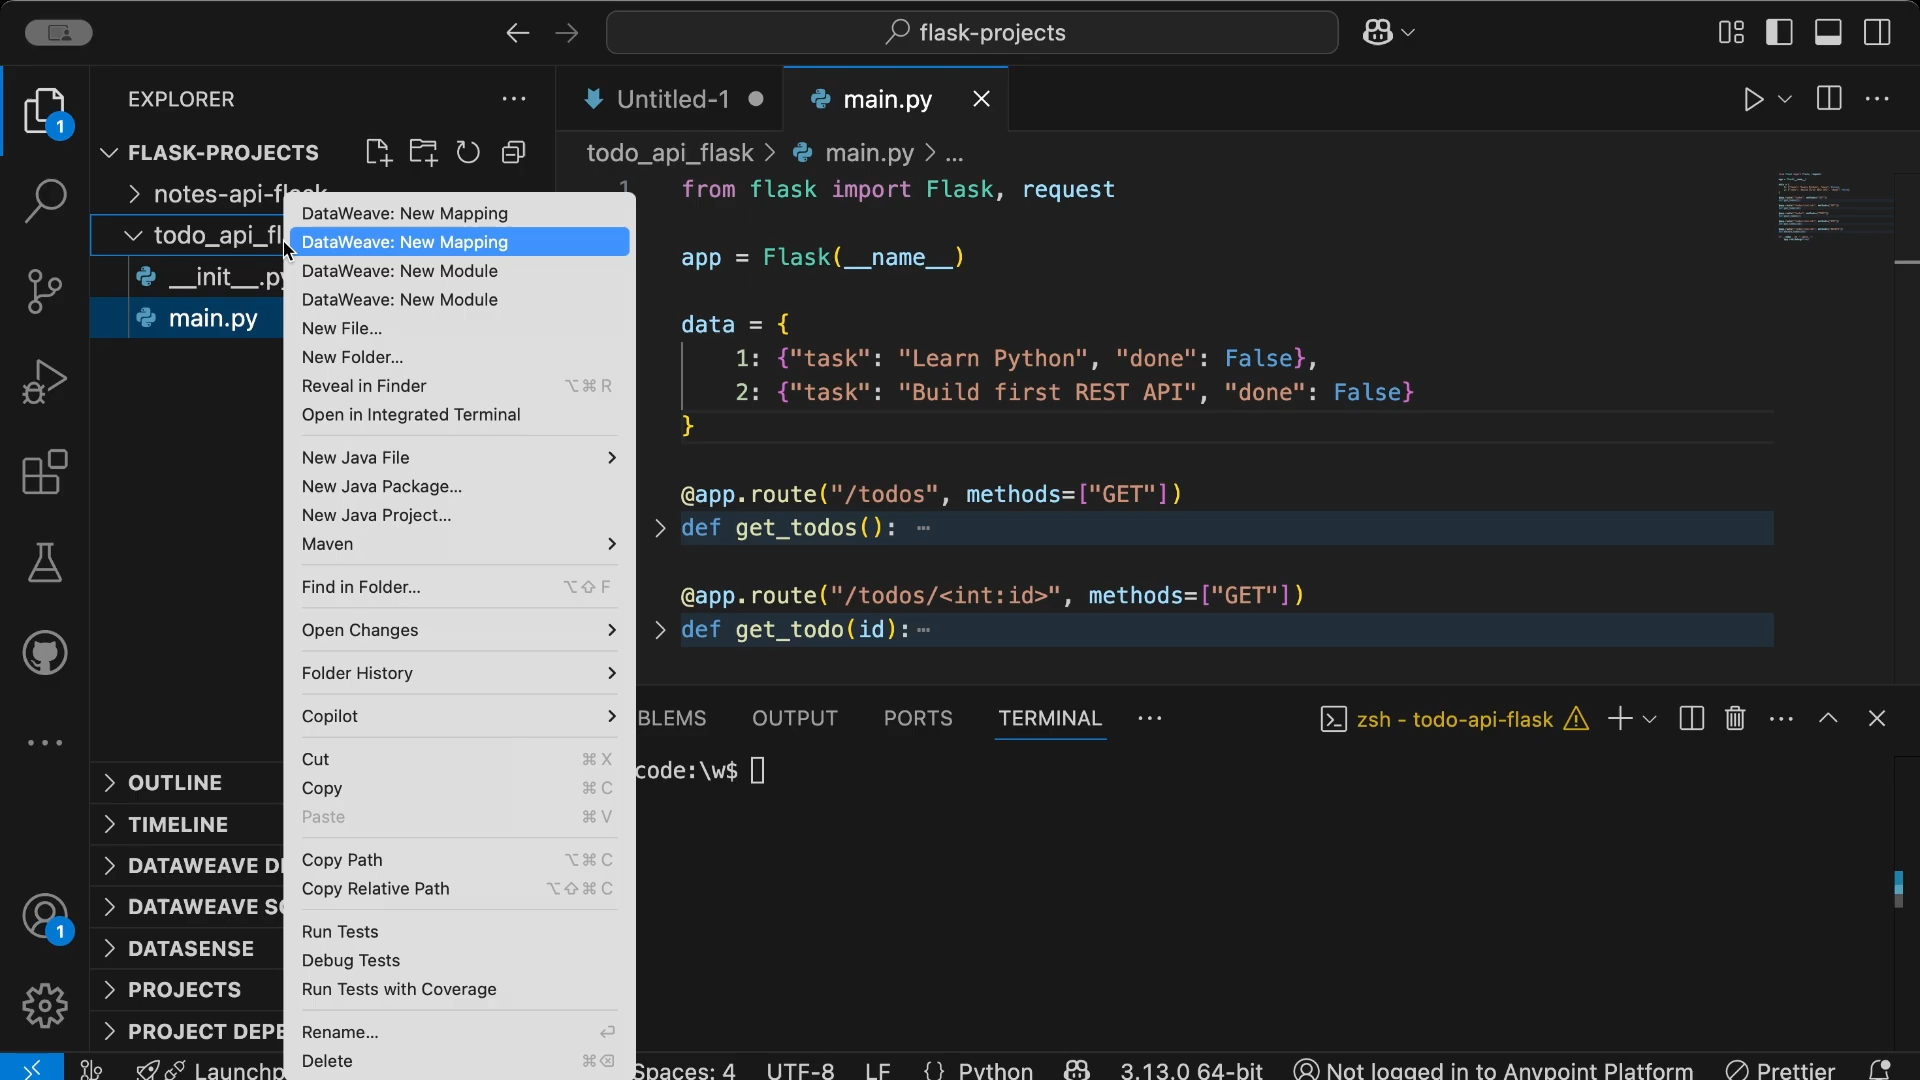 flask-projects
EXPLORER
Untitled-1
main.py
FLASK-PROJECTS
todo_api_flask > main.py > ...
notes-api-flask
todo_api_fl
__init__.py
main.py
1
1
DataWeave: New Mapping
DataWeave: New Mapping
DataWeave: New Module
DataWeave: New Module
New File...
New Folder...
Reveal in Finder ⌥⌘R
Open in Integrated Terminal
New Java File
New Java Package...
New Java Project...
Maven
Find in Folder... ⌥⇧F
Open Changes
Folder History
Copilot
Cut ⌘X
Copy ⌘C
Paste ⌘V
Copy Path ⌥⌘C
Copy Relative Path ⌥⇧⌘C
Run Tests
Debug Tests
Run Tests with Coverage
Rename... ↩
Delete ⌘⌫
1 from flask import Flask, request
app = Flask(__name__)
data = {
1: {"task": "Learn Python", "done": False},
2: {"task": "Build first REST API", "done": False}
}
@app.route("/todos", methods=["GET"])
def get_todos(): ⋯
@app.route("/todos/<int:id>", methods=["GET"])
def get_todo(id):⋯
BLEMS
OUTPUT
PORTS
TERMINAL
zsh - todo-api-flask
code:\w$
OUTLINE
TIMELINE
DATAWEAVE DE
DATAWEAVE SC
DATASENSE
PROJECTS
PROJECT DEPE
Launchp
Spaces: 4
UTF-8
LF
{} Python
3.13.0 64-bit
Not logged in to Anypoint Platform
Prettier